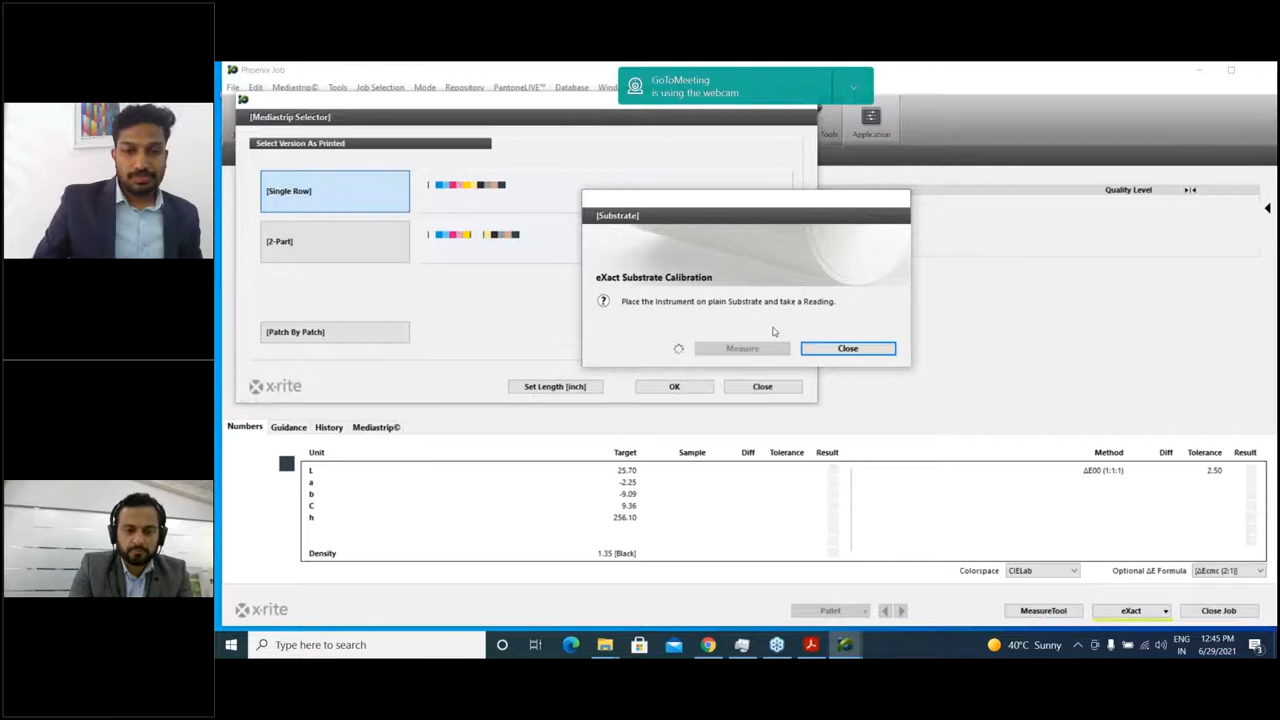 Phoenix Job
GoToMeeting
is using the webcam
File Edit Mediastrip© Tools Job Selection Mode Repository PantoneLIVE™ Database
[Mediastrip Selector]
Tools Application
Select Version As Printed
[Single Row]
Quality Level
[Substrate]
[2-Part]
eXact Substrate Calibration
Place the Instrument on plain Substrate and take a Reading.
[Patch By Patch]
Measure Close
x-rite
Set Length [inch] OK Close
Numbers Guidance History Mediastrip©
Unit Target Sample Diff Tolerance Result Method Diff Tolerance Result
L 25.70 ΔE00 (1:1:1) 2.50
a -2.25
b -9.09
C 9.36
h 256.10
Density 1.35 [Black]
Colorspace CIELab Optional ΔE Formula [ΔEcmc (2:1)]
x-rite Pallet MeasureTool eXact Close Job
Type here to search
40°C Sunny
ENG
IN
12:45 PM
6/29/2021
3